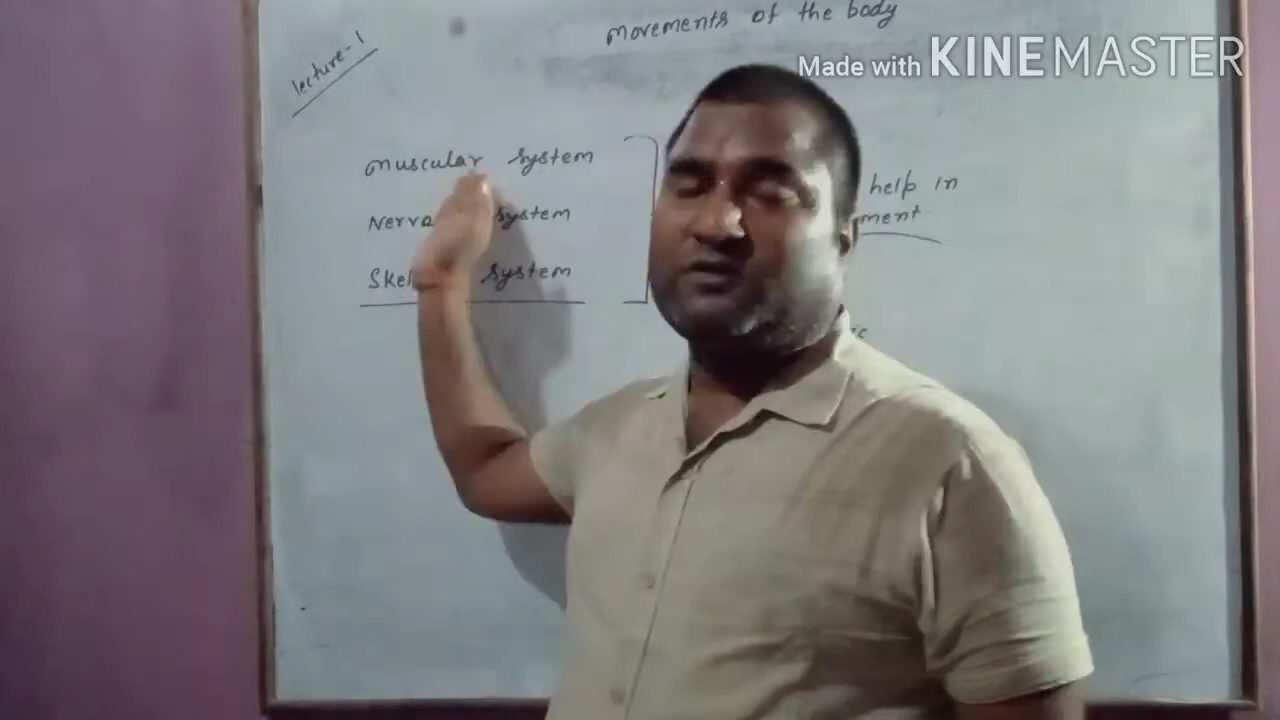 movements of the body
Made with KINEMASTER
lecture-1
muscular system
system
system
help in